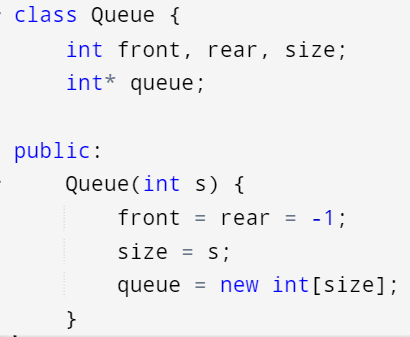 class Queue {
    int front, rear, size;
    int* queue;

public:
    Queue(int s) {
        front = rear = -1;
        size = s;
        queue = new int[size];
    }